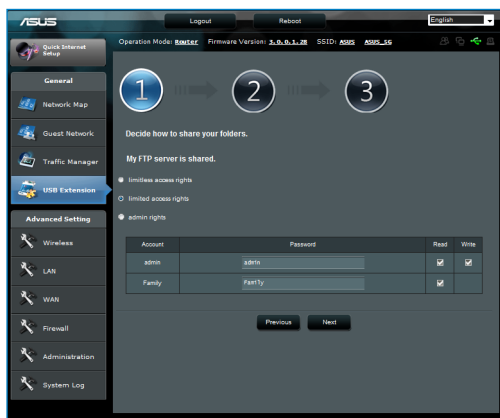 ASUS
Logout
Reboot
English
Quick Internet Setup
Operation Mode: Router Firmware Version: 3.0.0.1.28 SSID: ASUS ASUS_5G
General
Network Map
Guest Network
Traffic Manager
USB Extension
Advanced Setting
Wireless
LAN
WAN
Firewall
Administration
System Log
1
2
3
Decide how to share your folders.
My FTP server is shared.
limitless access rights
limited access rights
admin rights
Account Password Read Write
admin admin
Family Family
Previous Next